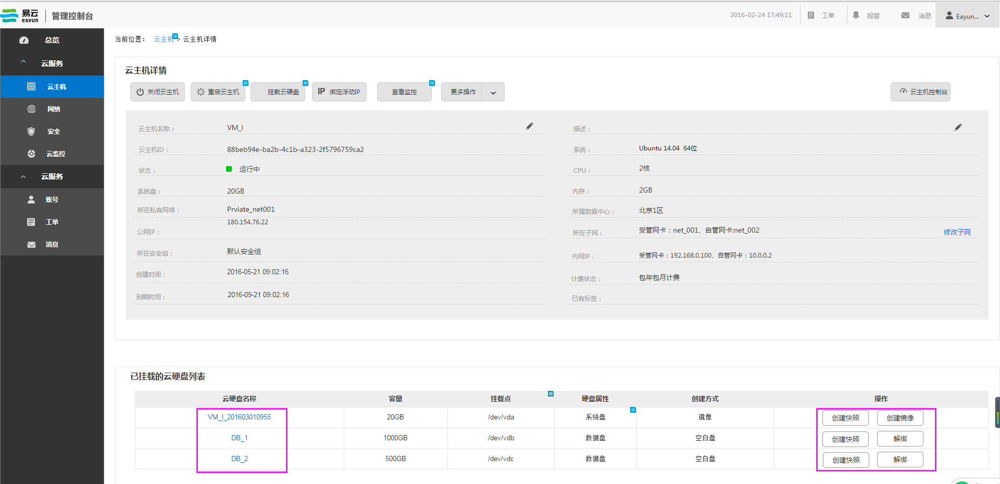 易云
eayun
管理控制台
2016-02-24 17:49:11
工单
报警
消息
Eayun...
总览
云服务
云主机
网络
安全
云监控
云服务
账号
工单
消息
当前位置： 云主机 > 云主机详情
云主机详情
关闭云主机
重启云主机
挂载云硬盘
IP 绑定浮动IP
查看监控
更多操作
云主机控制台
云主机名称： VM_I
描述：
云主机ID： 88beb94e-ba2b-4c1b-a323-2f5796759ca2
系统： Ubuntu 14.04 64位
状态： 运行中
CPU： 2核
系统盘： 20GB
内存： 2GB
所在私有网络： Prviate_net001
所属数据中心： 北京1区
公网IP： 180.154.76.22
所在子网： 受管网卡：net_001、自管网卡:net_002 修改子网
所在安全组： 默认安全组
内网IP： 受管网卡：192.168.0.100、自管网卡：10.0.0.2
创建时间： 2016-05-21 09:02:16
计费状态： 包年包月计费
到期时间： 2016-09-21 09:02:16
已有标签：
已挂载的云硬盘列表
云硬盘名称 容量 挂载点 硬盘属性 创建方式 操作
VM_I_201603010955 20GB /dev/vda 系统盘 镜像 创建快照 创建镜像
DB_1 1000GB /dev/vdb 数据盘 空白盘 创建快照 解绑
DB_2 500GB /dev/vdc 数据盘 空白盘 创建快照 解绑